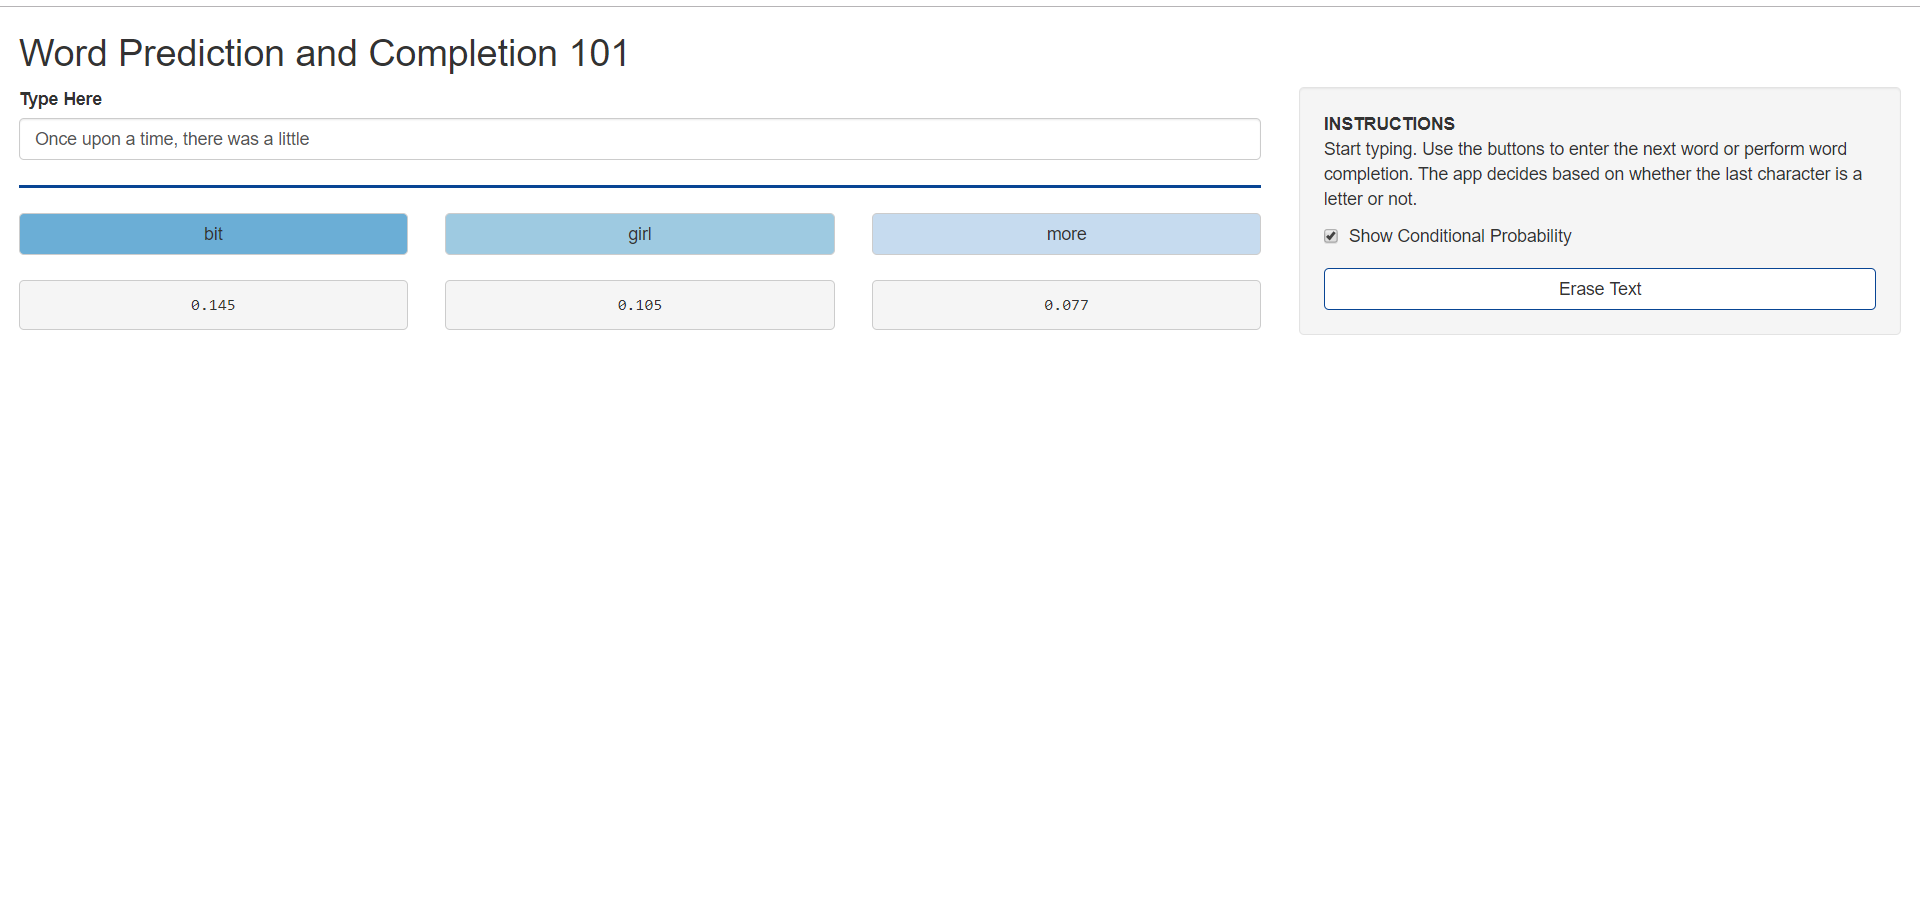 Word Prediction and Completion 101
Type Here
Once upon a time, there was a little
bit
girl
more
0.145
0.105
0.077
INSTRUCTIONS
Start typing. Use the buttons to enter the next word or perform word
completion. The app decides based on whether the last character is a
letter or not.
Show Conditional Probability
Erase Text